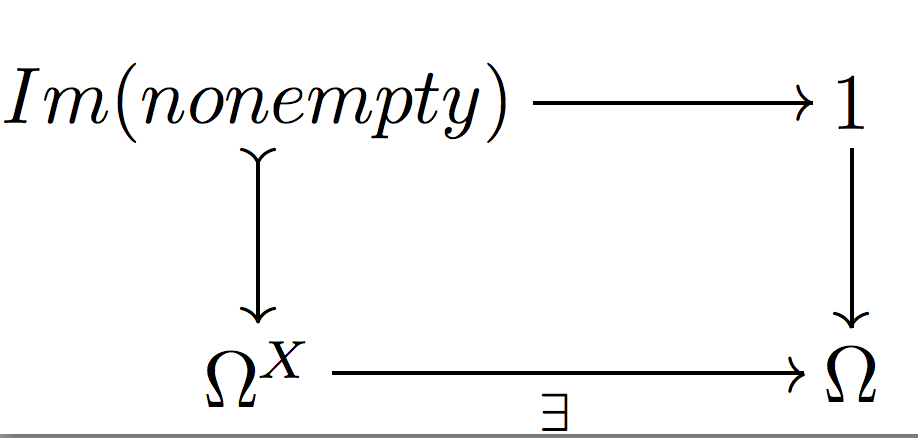 Im(nonempty) 1
Ω^X Ω
∃